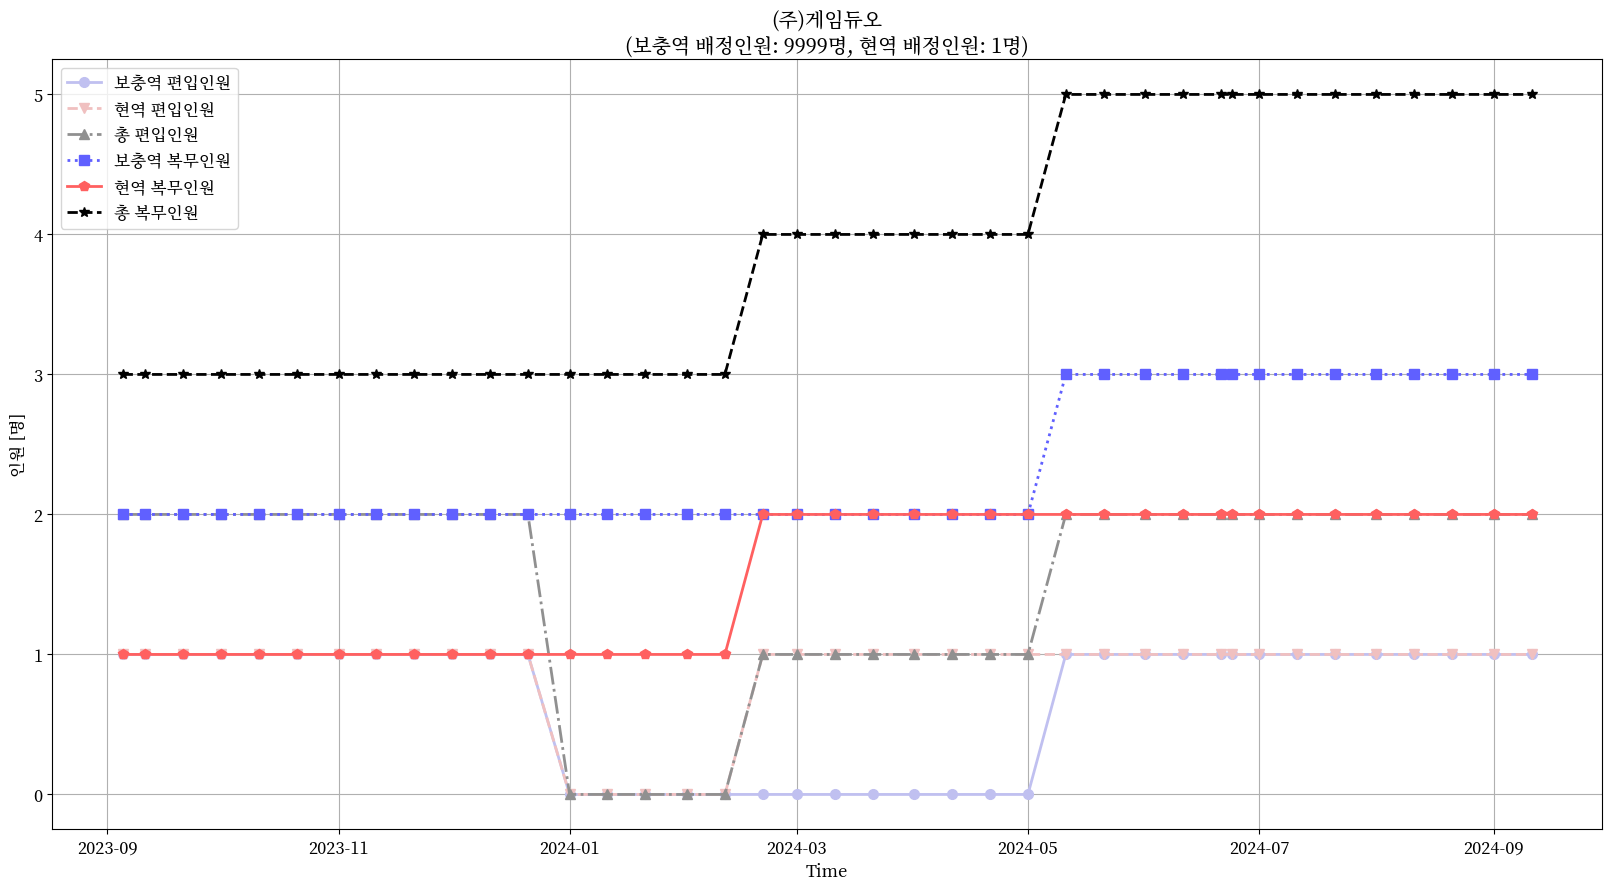 (주)게임듀오
(보충역 배정인원: 9999명, 현역 배정인원: 1명)
보충역 편입인원
현역 편입인원
총 편입인원
보충역 복무인원
현역 복무인원
총 복무인원
5
4
3
2
1
0
인원 [명]
2023-09
2023-11
2024-01
2024-03
2024-05
2024-07
2024-09
Time